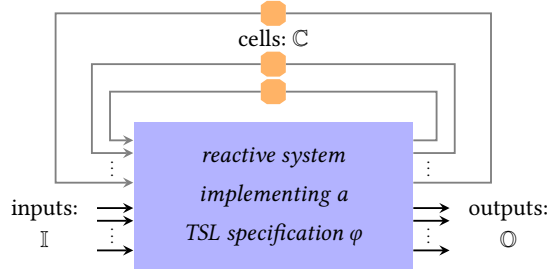 cells: ℂ
reactive system
implementing a
TSL specification φ
inputs:
𝕀
outputs:
𝕆